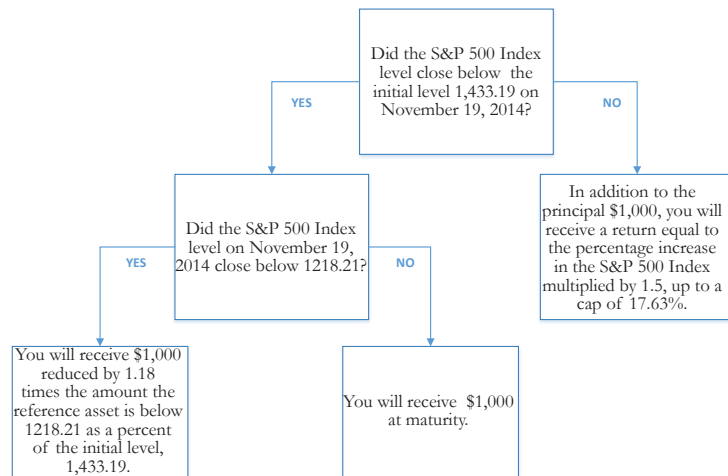 Did the S&P 500 Index
level close below the
initial level 1,433.19 on
November 19, 2014?
YES
NO
Did the S&P 500 Index
level on November 19,
2014 close below 1218.21?
In addition to the
principal $1,000, you will
receive a return equal to
the percentage increase
in the S&P 500 Index
multiplied by 1.5, up to a
cap of 17.63%.
YES
NO
You will receive $1,000
reduced by 1.18
times the amount the
reference asset is below
1218.21 as a percent
of the initial level,
1,433.19.
You will receive $1,000
at maturity.